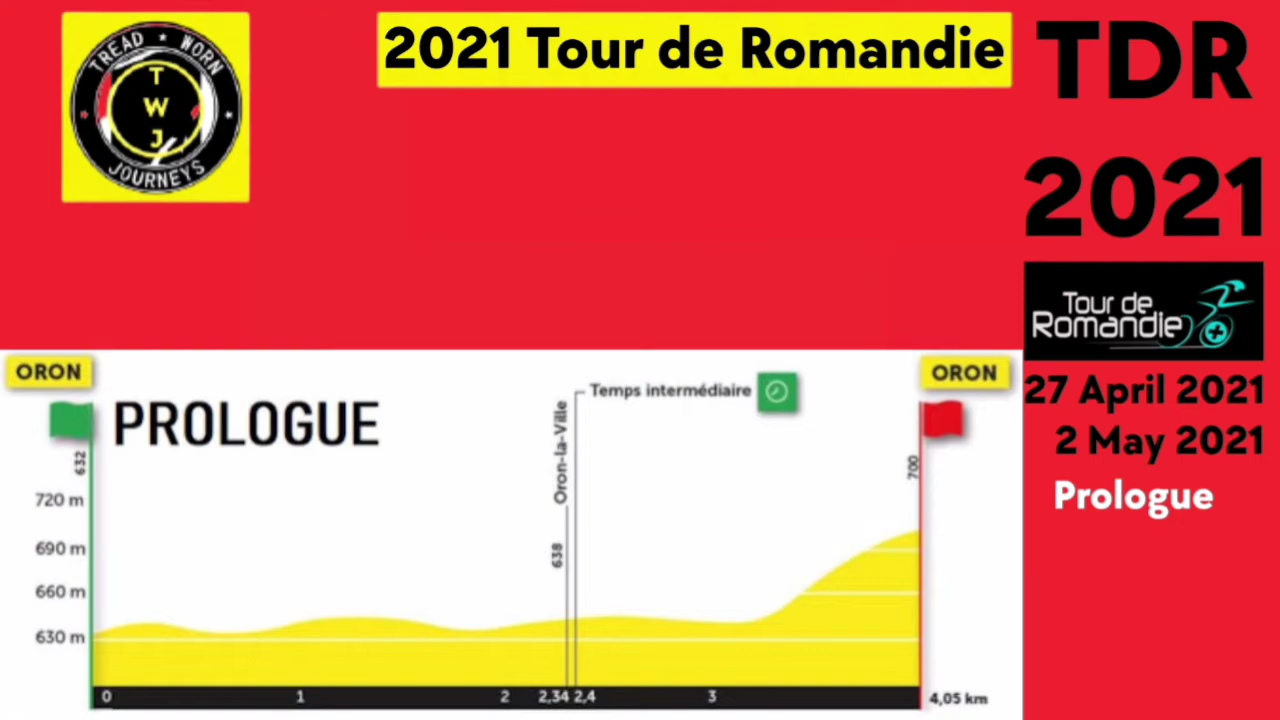 TREAD ★ WORN
T
W
J
JOURNEYS
2021 Tour de Romandie
TDR
2021
Tour de
Romandie
27 April 2021
2 May 2021
Prologue
ORON
ORON
PROLOGUE
Temps intermédiaire
Oron-la-Ville
632
638
700
720 m
690 m
660 m
630 m
0 1 2 2,34 2,4 3 4,05 km